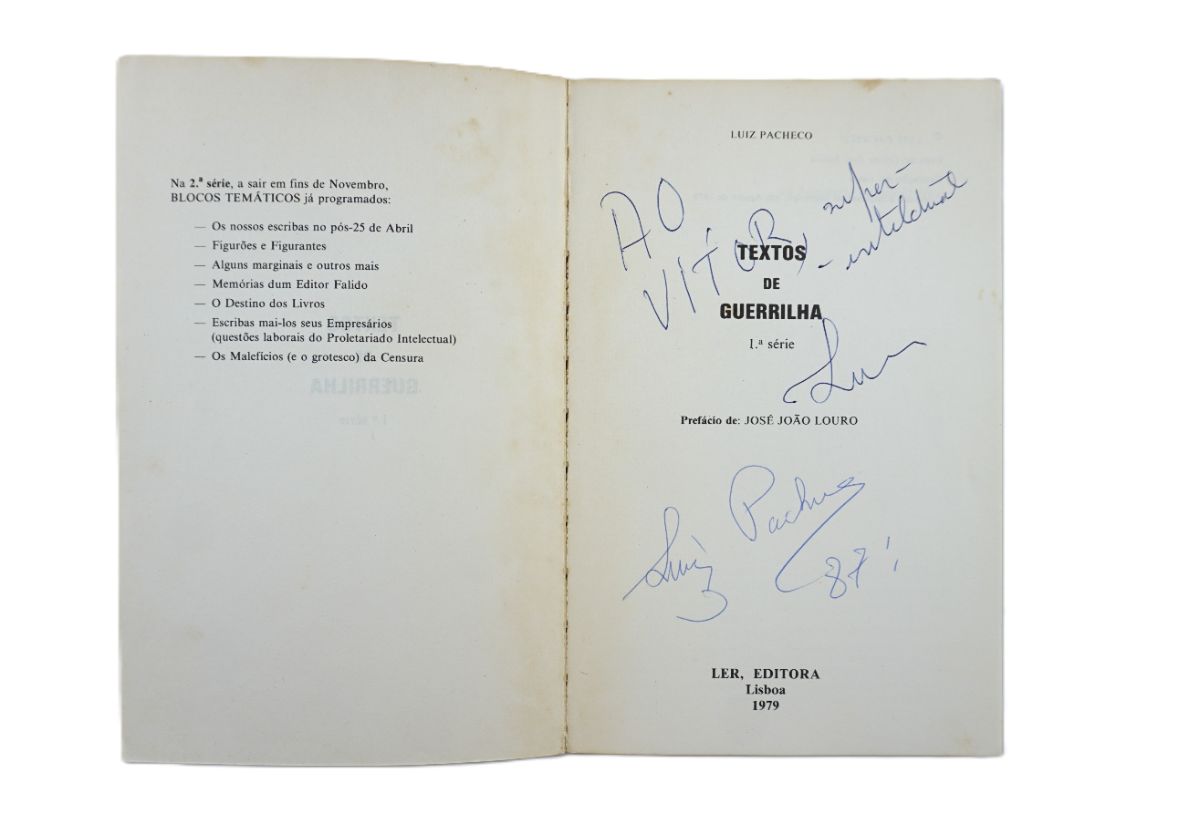 Na 2.ª série, a sair em fins de Novembro,
BLOCOS TEMÁTICOS já programados:
— Os nossos escribas no pós-25 de Abril
— Figurões e Figurantes
— Alguns marginais e outros mais
— Memórias dum Editor Falido
— O Destino dos Livros
— Escribas mai-los seus Empresários
(questões laborais do Proletariado Intelectual)
— Os Malefícios (e o grotesco) da Censura
LUIZ PACHECO
AO
VÍTOR, super-
-intelectual
TEXTOS
DE
GUERRILHA
1.ª série
Prefácio de: JOSÉ JOÃO LOURO
Luiz Pacheco
87!
LER, EDITORA
Lisboa
1979